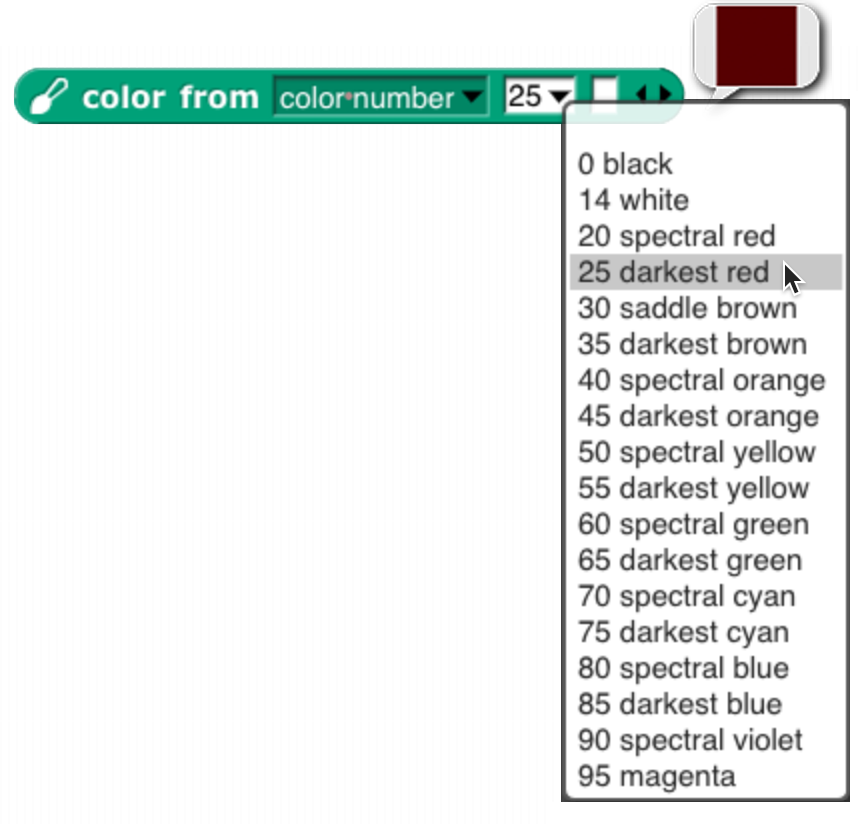 color from color number 25
0 black
14 white
20 spectral red
25 darkest red
30 saddle brown
35 darkest brown
40 spectral orange
45 darkest orange
50 spectral yellow
55 darkest yellow
60 spectral green
65 darkest green
70 spectral cyan
75 darkest cyan
80 spectral blue
85 darkest blue
90 spectral violet
95 magenta